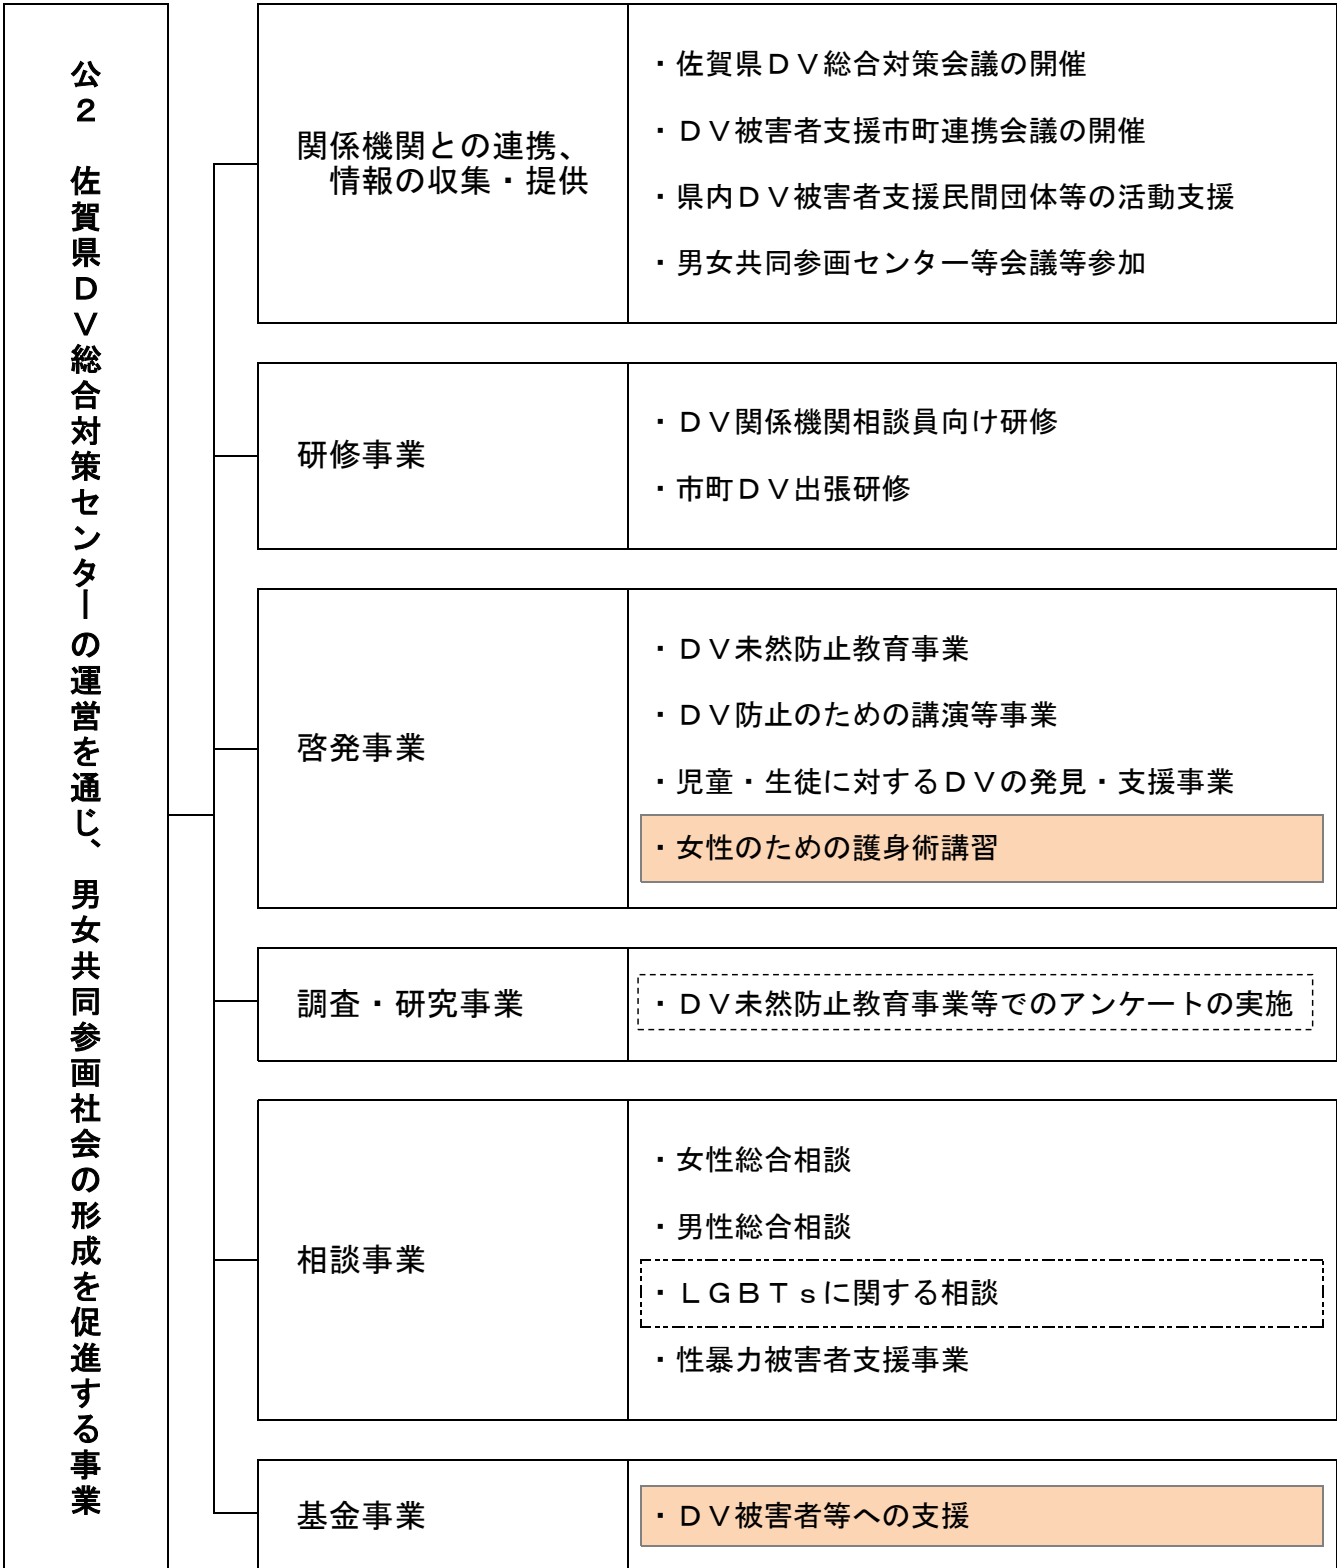 公２　佐賀県ＤＶ総合対策センターの運営を通じ、男女共同参画社会の形成を促進する事業
関係機関との連携、
情報の収集・提供
・佐賀県ＤＶ総合対策会議の開催
・ＤＶ被害者支援市町連携会議の開催
・県内ＤＶ被害者支援民間団体等の活動支援
・男女共同参画センター等会議等参加
研修事業
・ＤＶ関係機関相談員向け研修
・市町ＤＶ出張研修
啓発事業
・ＤＶ未然防止教育事業
・ＤＶ防止のための講演等事業
・児童・生徒に対するＤＶの発見・支援事業
・女性のための護身術講習
調査・研究事業
・ＤＶ未然防止教育事業等でのアンケートの実施
相談事業
・女性総合相談
・男性総合相談
・ＬＧＢＴｓに関する相談
・性暴力被害者支援事業
基金事業
・ＤＶ被害者等への支援